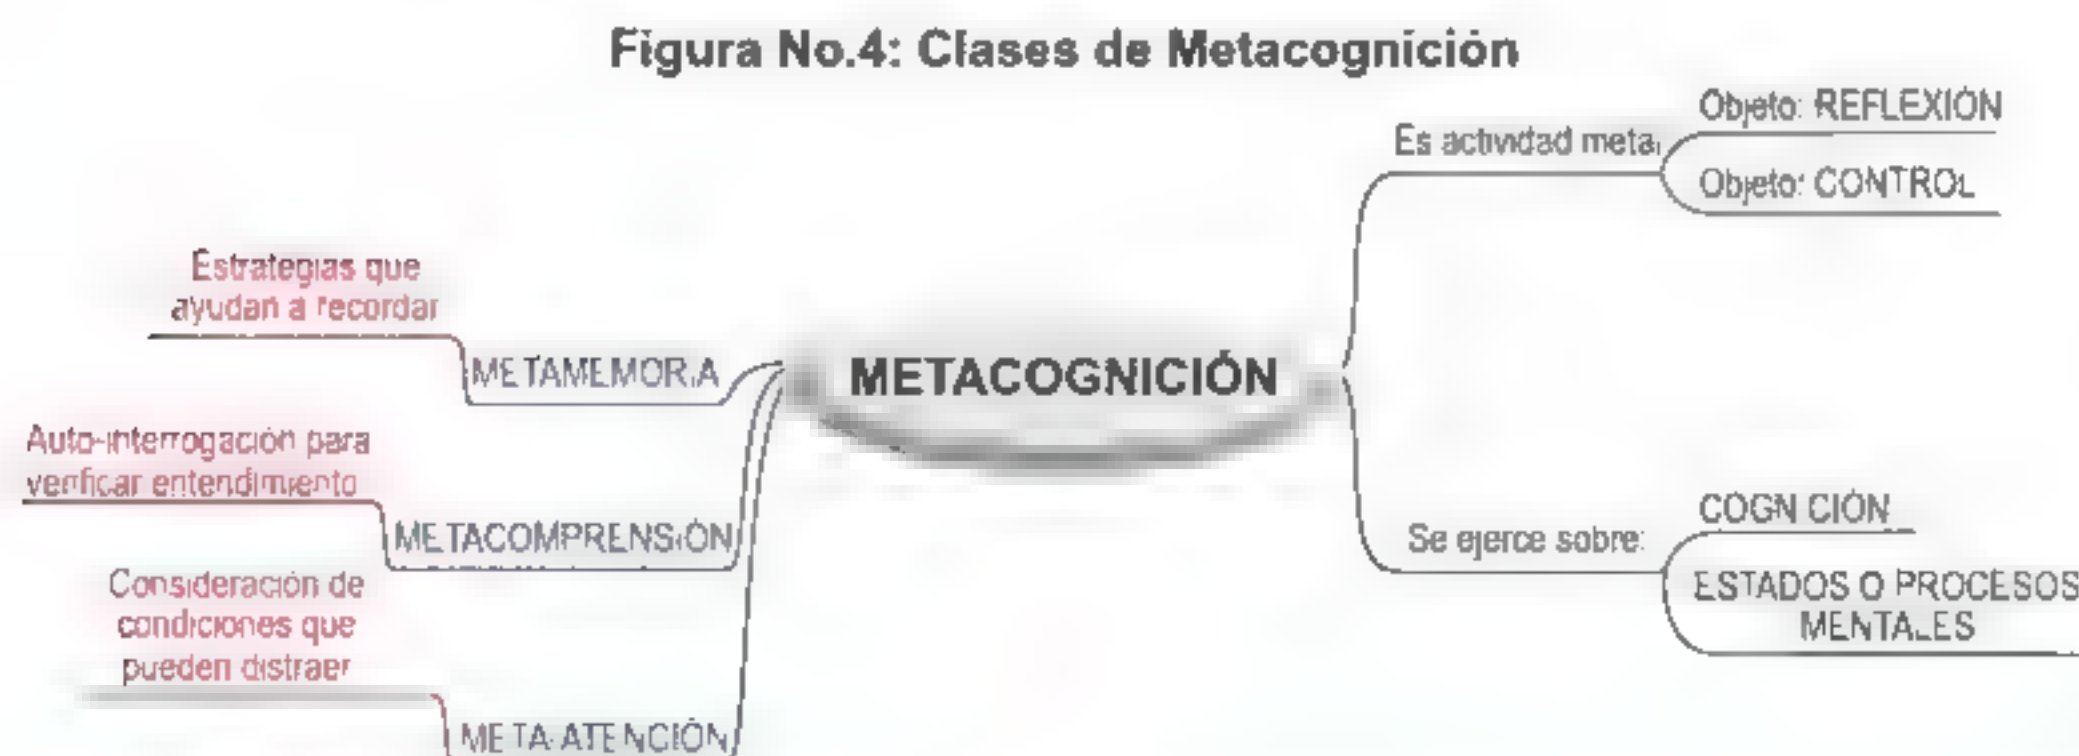 Figura No.4: Clases de Metacognición
Es actividad meta
Objeto: REFLEXIÓN
Objeto: CONTROL
Estrategias que
ayudan a recordar
METAMEMORIA
METACOGNICIÓN
Auto-interrogación para
verificar entendimiento
METACOMPRENSIÓN
Consideración de
condiciones que
pueden distraer
META-ATENCIÓN
Se ejerce sobre:
COGNICIÓN
ESTADOS O PROCESOS
MENTALES